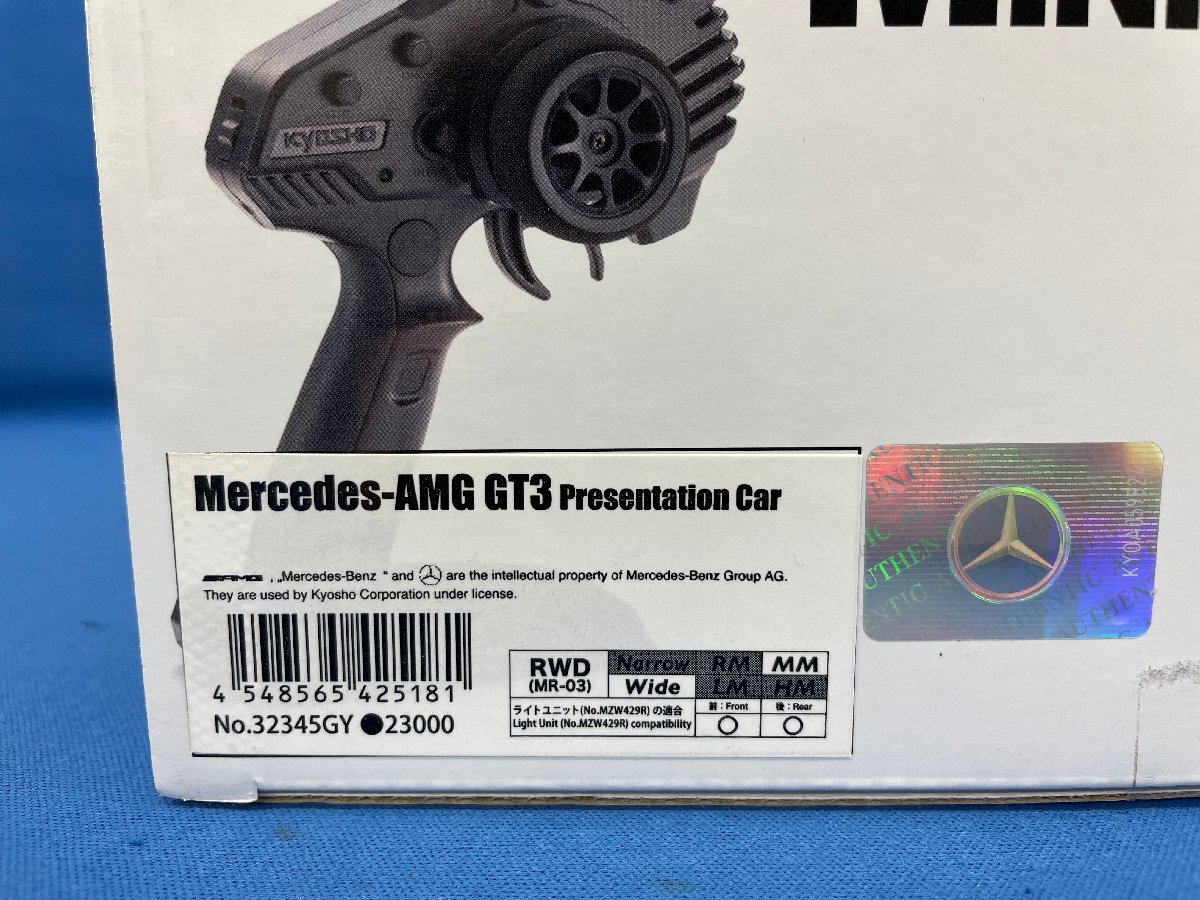 KYOSHO
Mercedes-AMG GT3 Presentation Car
AMG , „Mercedes-Benz “ and are the intellectual property of Mercedes-Benz Group AG.
They are used by Kyosho Corporation under license.
4 548565 425181
No.32345GY ●23000
RWD
(MR-03)
Narrow RM MM
Wide LM HM
ライトユニット(No.MZW429R) の適合
Light Unit (No.MZW429R) compatibility
前 : Front
後 : Rear
○ ○
AUTHENTIC
AUTHENTIC